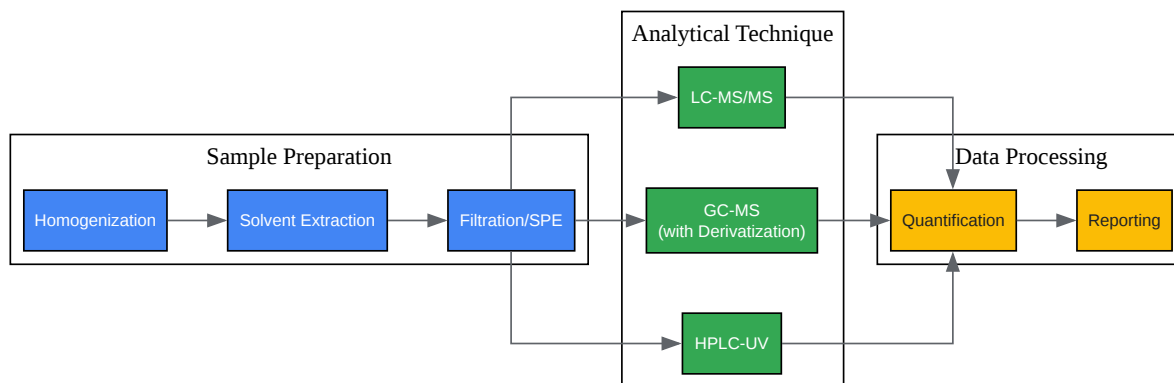 Analytical Technique
LC-MS/MS
Sample Preparation
Data Processing
Homogenization
Solvent Extraction
Filtration/SPE
GC-MS
(with Derivatization)
Quantification
Reporting
HPLC-UV